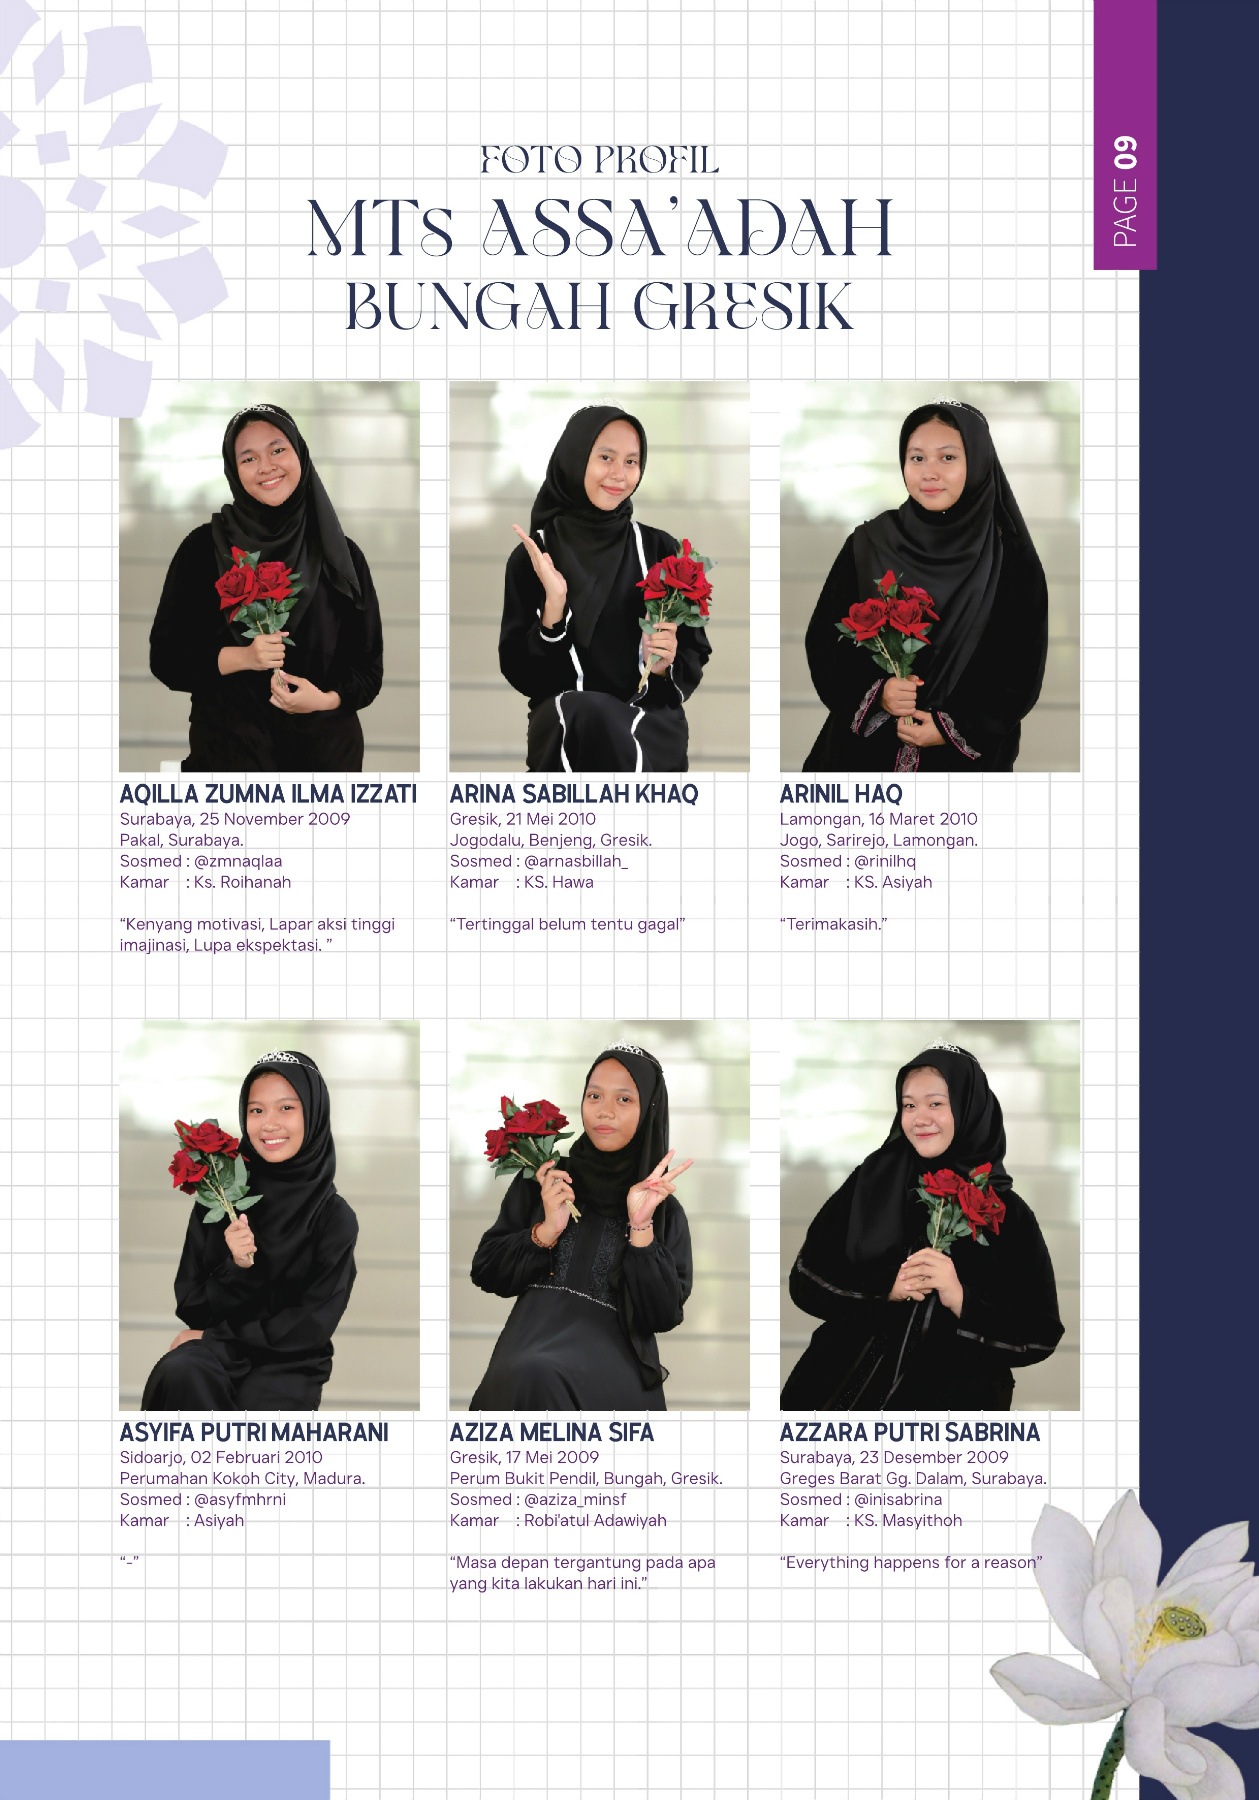 PAGE 09
FOTO PROFIL
MTs ASSA'ADAH
BUNGAH GRESIK
AQILLA ZUMNA ILMA IZZATI
Surabaya, 25 November 2009
Pakal, Surabaya.
Sosmed : @zmnaqlaa
Kamar : Ks. Roihanah
“Kenyang motivasi, Lapar aksi tinggi
imajinasi, Lupa ekspektasi. ”
ARINA SABILLAH KHAQ
Gresik, 21 Mei 2010
Jogodalu, Benjeng, Gresik.
Sosmed : @arnasbillah_
Kamar : KS. Hawa
“Tertinggal belum tentu gagal”
ARINIL HAQ
Lamongan, 16 Maret 2010
Jogo, Sarirejo, Lamongan.
Sosmed : @rinilhq
Kamar : KS. Asiyah
“Terimakasih.”
ASYIFA PUTRI MAHARANI
Sidoarjo, 02 Februari 2010
Perumahan Kokoh City, Madura.
Sosmed : @asyfmhrni
Kamar : Asiyah
“-”
AZIZA MELINA SIFA
Gresik, 17 Mei 2009
Perum Bukit Pendil, Bungah, Gresik.
Sosmed : @aziza_minsf
Kamar : Robi'atul Adawiyah
“Masa depan tergantung pada apa
yang kita lakukan hari ini.”
AZZARA PUTRI SABRINA
Surabaya, 23 Desember 2009
Greges Barat Gg. Dalam, Surabaya.
Sosmed : @inisabrina
Kamar : KS. Masyithoh
“Everything happens for a reason”